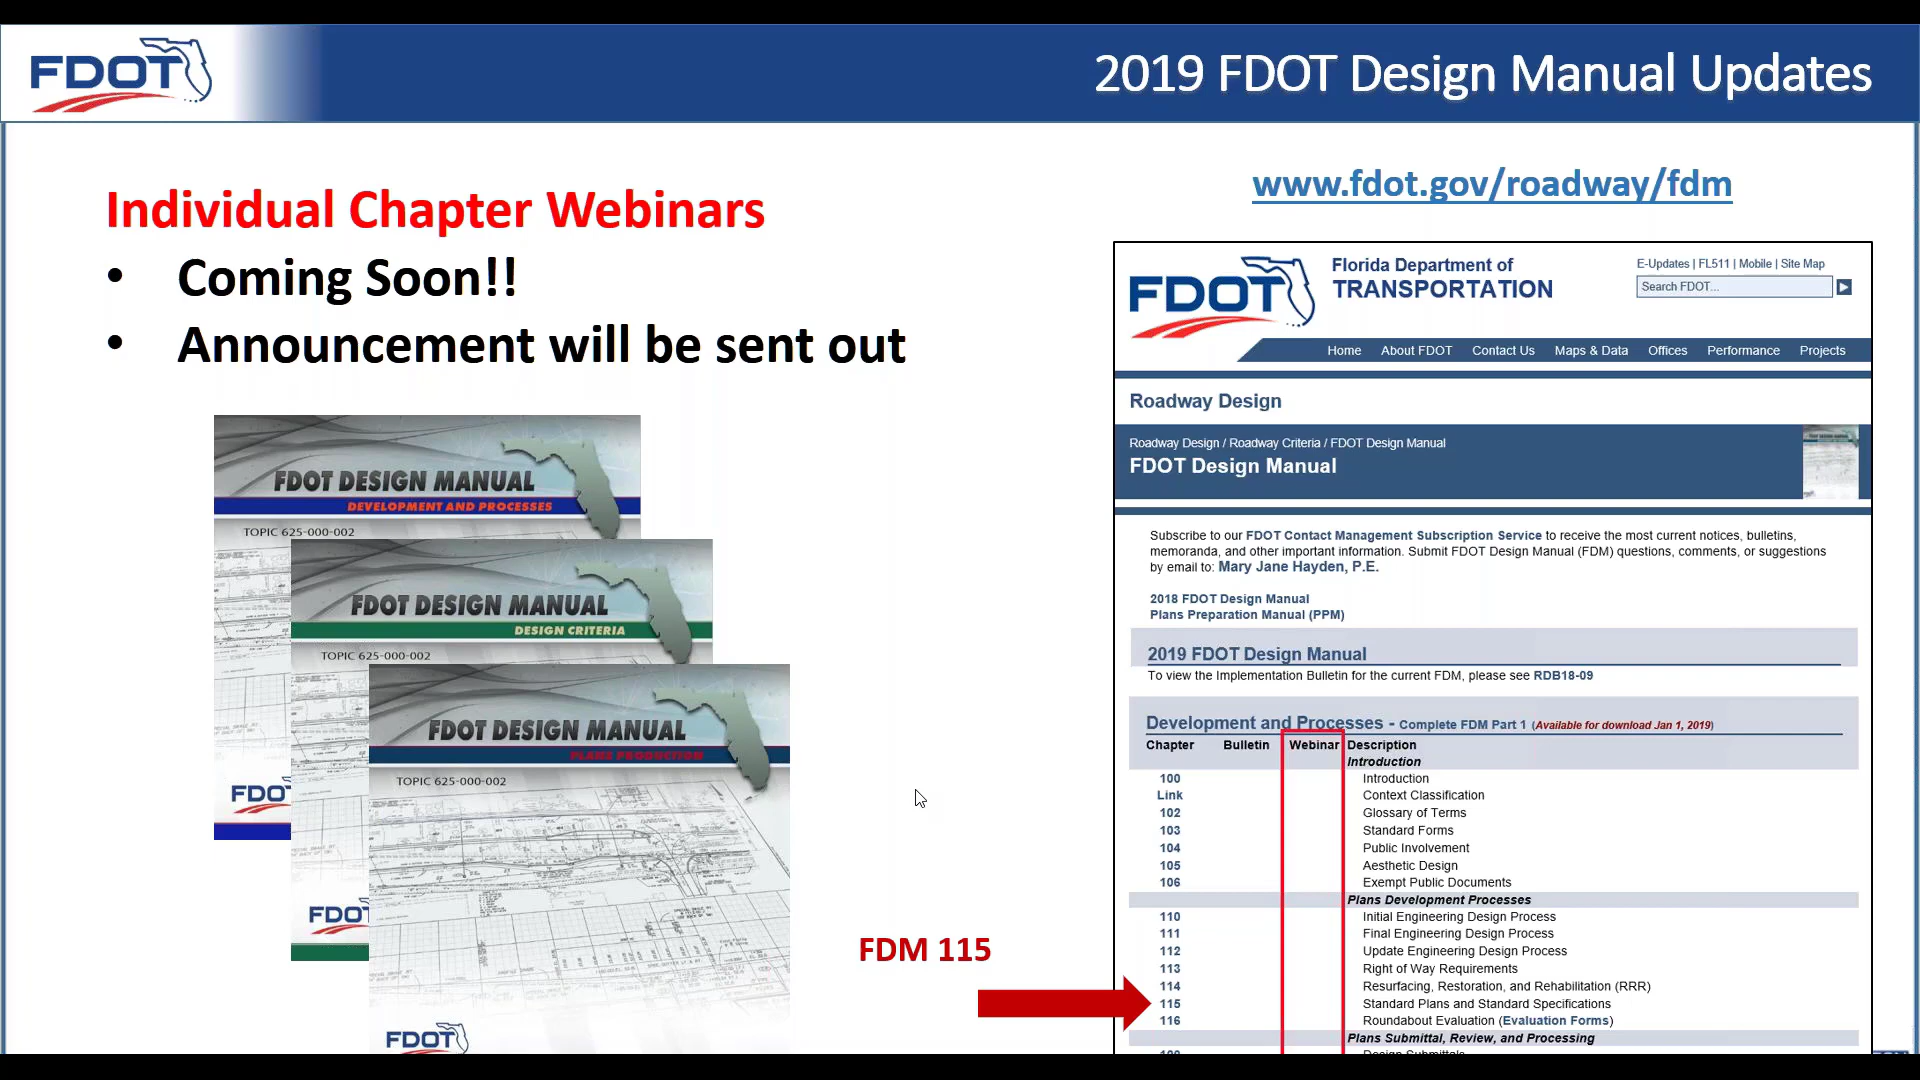 FDOT
2019 FDOT Design Manual Updates
Individual Chapter Webinars
• Coming Soon!!
• Announcement will be sent out
FDOT DESIGN MANUAL
DEVELOPMENT AND PROCESSES
TOPIC 625-000-002
FDOT DESIGN MANUAL
DESIGN CRITERIA
TOPIC 625-000-002
FDOT DESIGN MANUAL
PLANS PRODUCTION
TOPIC 625-000-002
FDOT
FDOT
FDOT
FDM 115
www.fdot.gov/roadway/fdm
FDOT
Florida Department of
TRANSPORTATION
E-Updates | FL511 | Mobile | Site Map
Search FDOT...
Home About FDOT Contact Us Maps & Data Offices Performance Projects
Roadway Design
Roadway Design / Roadway Criteria / FDOT Design Manual
FDOT Design Manual
Subscribe to our FDOT Contact Management Subscription Service to receive the most current notices, bulletins,
memoranda, and other important information. Submit FDOT Design Manual (FDM) questions, comments, or suggestions
by email to: Mary Jane Hayden, P.E.
2018 FDOT Design Manual
Plans Preparation Manual (PPM)
2019 FDOT Design Manual
To view the Implementation Bulletin for the current FDM, please see RDB18-09
Development and Processes - Complete FDM Part 1 (Available for download Jan 1, 2019)
Chapter Bulletin Webinar Description
Introduction
100 Introduction
Link Context Classification
102 Glossary of Terms
103 Standard Forms
104 Public Involvement
105 Aesthetic Design
106 Exempt Public Documents
Plans Development Processes
110 Initial Engineering Design Process
111 Final Engineering Design Process
112 Update Engineering Design Process
113 Right of Way Requirements
114 Resurfacing, Restoration, and Rehabilitation (RRR)
115 Standard Plans and Standard Specifications
116 Roundabout Evaluation (Evaluation Forms)
Plans Submittal, Review, and Processing